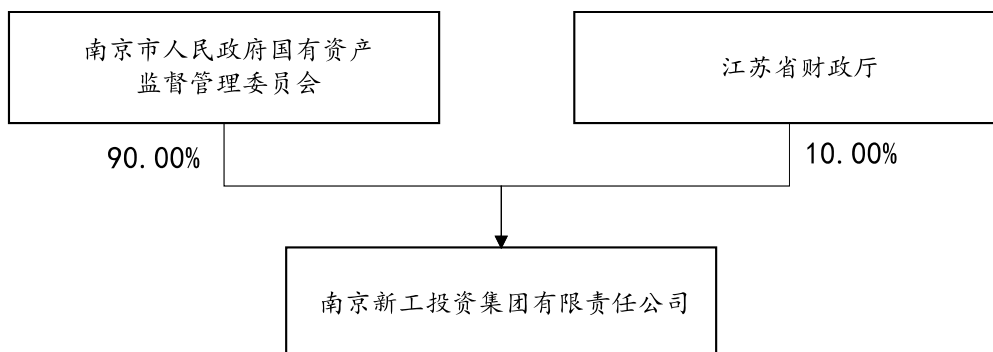 南京市人民政府国有资产
监督管理委员会
江苏省财政厅
90.00%
10.00%
南京新工投资集团有限责任公司